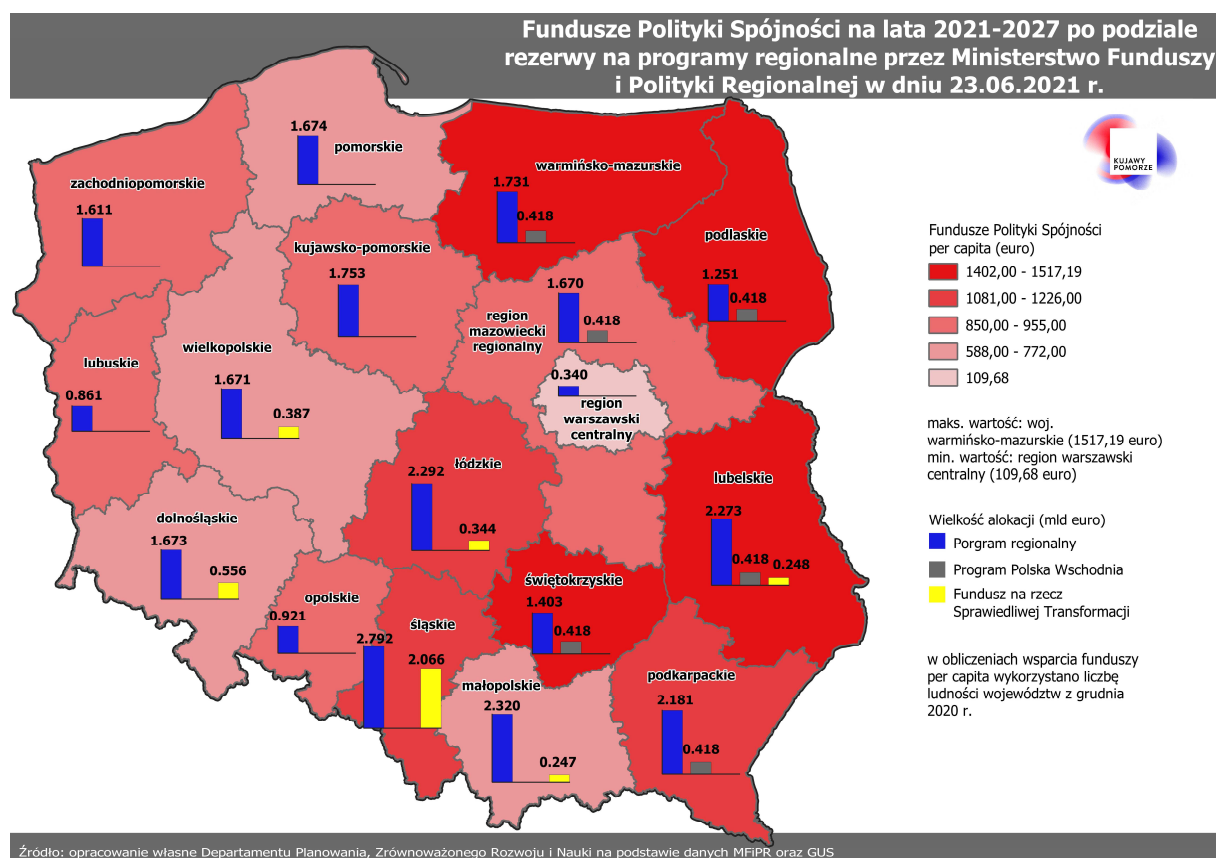 Fundusze Polityki Spójności na lata 2021-2027 po podziale
rezerwy na programy regionalne przez Ministerstwo Funduszy
i Polityki Regionalnej w dniu 23.06.2021 r.
KUJAWY
POMORZE
1.674
pomorskie
zachodniopomorskie
1.611
warmińsko-mazurskie
1.731
0.418
podlaskie
1.251
0.418
kujawsko-pomorskie
1.753
1.670
0.418
region
mazowiecki
regionalny
0.340
region
warszawski
centralny
wielkopolskie
1.671
0.387
lubuskie
0.861
łódzkie
2.292
0.344
lubelskie
2.273
0.418
0.248
dolnośląskie
1.673
0.556
opolskie
0.921
śląskie
2.792
2.066
świętokrzyskie
1.403
0.418
małopolskie
2.320
0.247
podkarpackie
2.181
0.418
Fundusze Polityki Spójności
per capita (euro)
1402,00 - 1517,19
1081,00 - 1226,00
850,00 - 955,00
588,00 - 772,00
109,68
maks. wartość: woj.
warmińsko-mazurskie (1517,19 euro)
min. wartość: region warszawski
centralny (109,68 euro)
Wielkość alokacji (mld euro)
Porgram regionalny
Program Polska Wschodnia
Fundusz na rzecz
Sprawiedliwej Transformacji
w obliczeniach wsparcia funduszy
per capita wykorzystano liczbę
ludności województw z grudnia
2020 r.
Źródło: opracowanie własne Departamentu Planowania, Zrównoważonego Rozwoju i Nauki na podstawie danych MFiPR oraz GUS